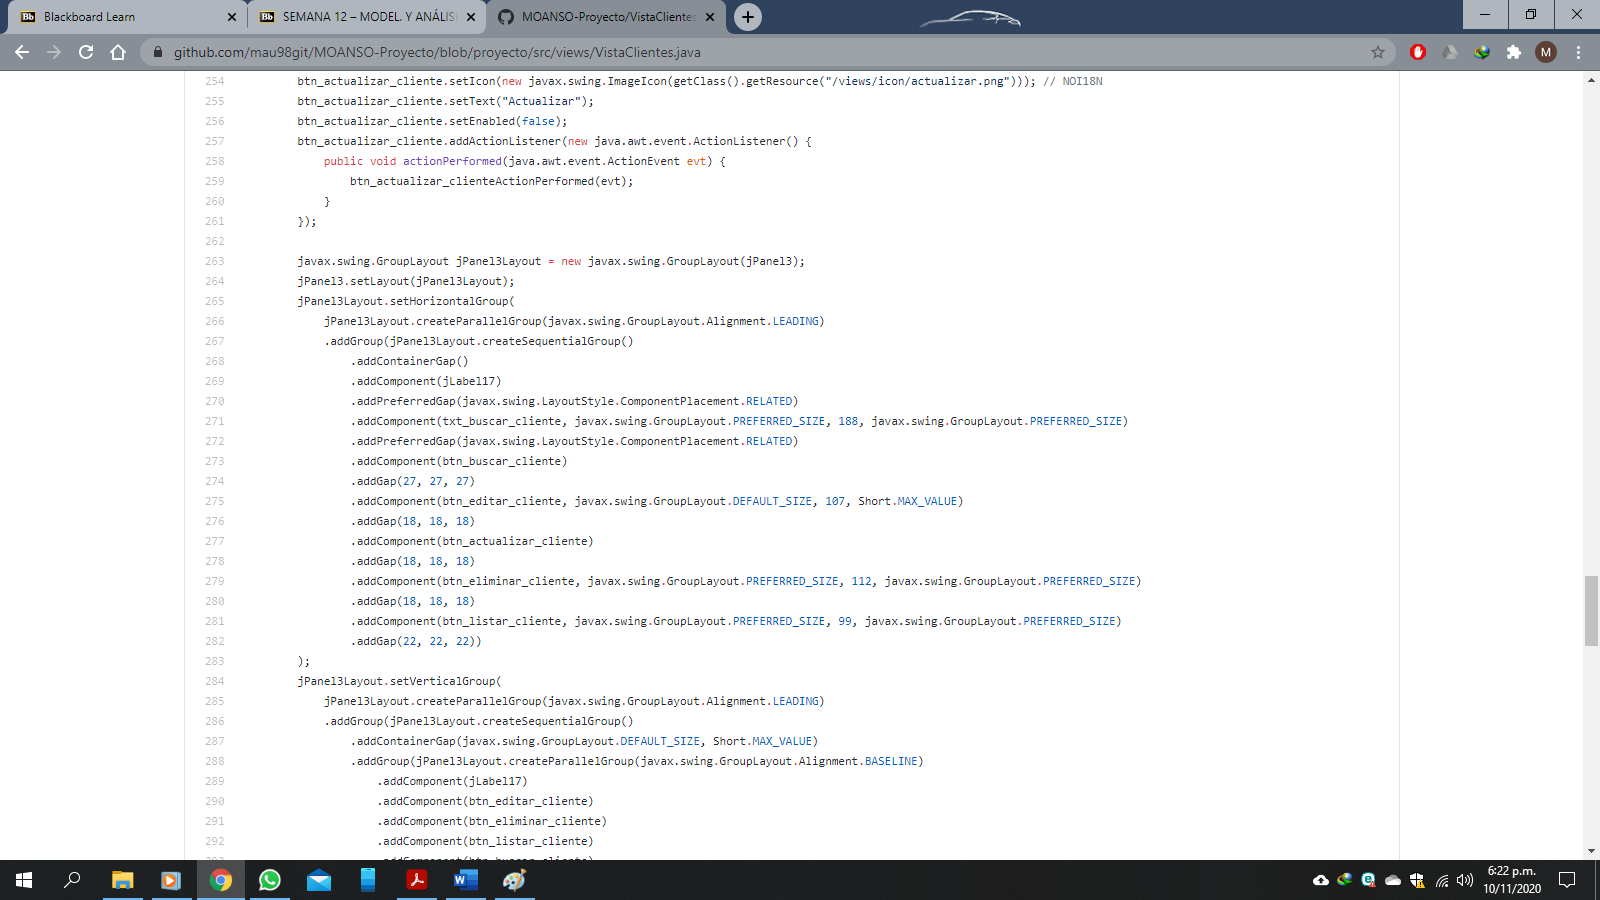 Blackboard Learn
SEMANA 12 – MODEL. Y ANÁLIS
MOANSO-Proyecto/VistaClientes
github.com/mau98git/MOANSO-Proyecto/blob/proyecto/src/views/VistaClientes.java
M
254 btn_actualizar_cliente.setIcon(new javax.swing.ImageIcon(getClass().getResource("/views/icon/actualizar.png"))); // NOI18N
255 btn_actualizar_cliente.setText("Actualizar");
256 btn_actualizar_cliente.setEnabled(false);
257 btn_actualizar_cliente.addActionListener(new java.awt.event.ActionListener() {
258 public void actionPerformed(java.awt.event.ActionEvent evt) {
259 btn_actualizar_clienteActionPerformed(evt);
260 }
261 });
262
263 javax.swing.GroupLayout jPanel3Layout = new javax.swing.GroupLayout(jPanel3);
264 jPanel3.setLayout(jPanel3Layout);
265 jPanel3Layout.setHorizontalGroup(
266 jPanel3Layout.createParallelGroup(javax.swing.GroupLayout.Alignment.LEADING)
267 .addGroup(jPanel3Layout.createSequentialGroup()
268 .addContainerGap()
269 .addComponent(jLabel17)
270 .addPreferredGap(javax.swing.LayoutStyle.ComponentPlacement.RELATED)
271 .addComponent(txt_buscar_cliente, javax.swing.GroupLayout.PREFERRED_SIZE, 188, javax.swing.GroupLayout.PREFERRED_SIZE)
272 .addPreferredGap(javax.swing.LayoutStyle.ComponentPlacement.RELATED)
273 .addComponent(btn_buscar_cliente)
274 .addGap(27, 27, 27)
275 .addComponent(btn_editar_cliente, javax.swing.GroupLayout.DEFAULT_SIZE, 107, Short.MAX_VALUE)
276 .addGap(18, 18, 18)
277 .addComponent(btn_actualizar_cliente)
278 .addGap(18, 18, 18)
279 .addComponent(btn_eliminar_cliente, javax.swing.GroupLayout.PREFERRED_SIZE, 112, javax.swing.GroupLayout.PREFERRED_SIZE)
280 .addGap(18, 18, 18)
281 .addComponent(btn_listar_cliente, javax.swing.GroupLayout.PREFERRED_SIZE, 99, javax.swing.GroupLayout.PREFERRED_SIZE)
282 .addGap(22, 22, 22))
283 );
284 jPanel3Layout.setVerticalGroup(
285 jPanel3Layout.createParallelGroup(javax.swing.GroupLayout.Alignment.LEADING)
286 .addGroup(jPanel3Layout.createSequentialGroup()
287 .addContainerGap(javax.swing.GroupLayout.DEFAULT_SIZE, Short.MAX_VALUE)
288 .addGroup(jPanel3Layout.createParallelGroup(javax.swing.GroupLayout.Alignment.BASELINE)
289 .addComponent(jLabel17)
290 .addComponent(btn_editar_cliente)
291 .addComponent(btn_eliminar_cliente)
292 .addComponent(btn_listar_cliente)
6:22 p.m.
10/11/2020